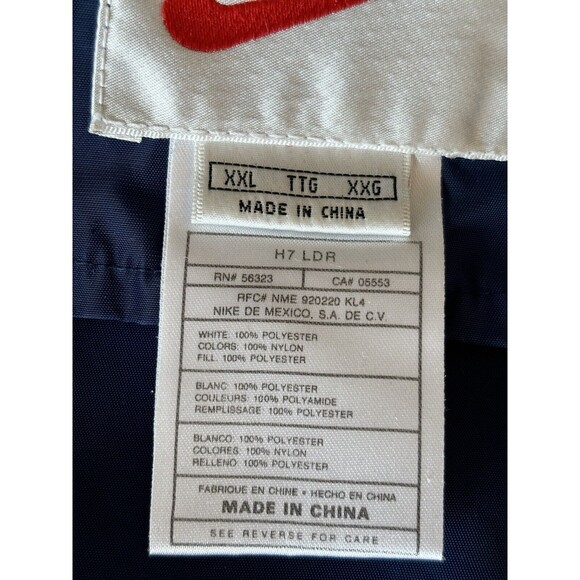 XXL TTG XXG
MADE IN CHINA
H7 LDR
RN# 56323 CA# 05553
RFC# NME 920220 KL4
NIKE DE MEXICO, S.A. DE C.V.
WHITE: 100% POLYESTER
COLORS: 100% NYLON
FILL: 100% POLYESTER
BLANC: 100% POLYESTER
COULEURS: 100% POLYAMIDE
REMPLISSAGE: 100% POLYESTER
BLANCO: 100% POLYESTER
COLORES: 100% NYLON
RELLENO: 100% POLYESTER
FABRIQUE EN CHINE • HECHO EN CHINA
MADE IN CHINA
SEE REVERSE FOR CARE